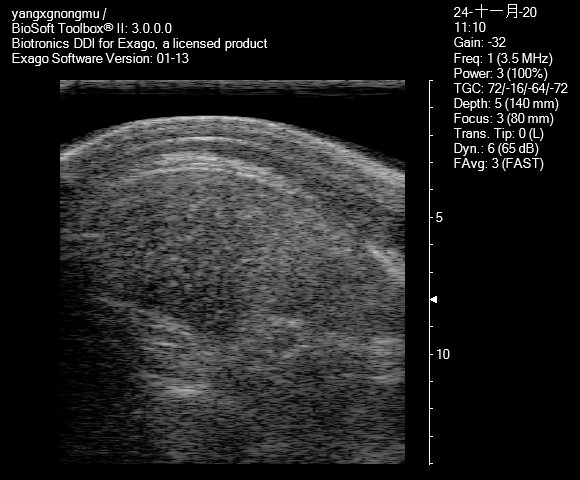 yangxgnongmu /
BioSoft Toolbox® II: 3.0.0.0
Biotronics DDI for Exago, a licensed product
Exago Software Version: 01-13
24-十一月-20
11:10
Gain: -32
Freq: 1 (3.5 MHz)
Power: 3 (100%)
TGC: 72/-16/-64/-72
Depth: 5 (140 mm)
Focus: 3 (80 mm)
Trans. Tip: 0 (L)
Dyn.: 6 (65 dB)
FAvg: 3 (FAST)
5
10